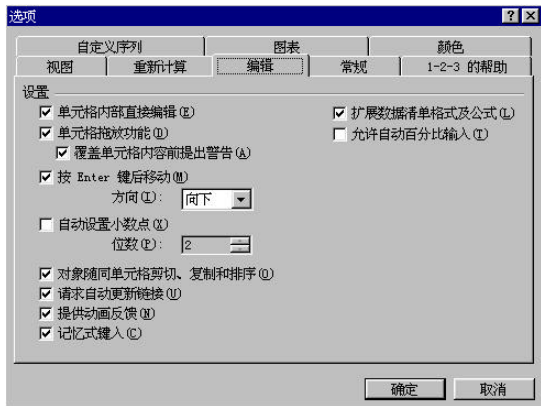 选项
自定义序列 图表 颜色
视图 重新计算 编辑 常规 1-2-3 的帮助
设置
单元格内部直接编辑(E) 扩展数据清单格式及公式(L)
单元格拖放功能(D) 允许自动百分比输入(T)
覆盖单元格内容前提出警告(A)
按 Enter 键后移动(M)
方向(I): 向下
自动设置小数点(X)
位数(P): 2
对象随同单元格剪切、复制和排序(O)
请求自动更新链接(U)
提供动画反馈(N)
记忆式键入(C)
确定 取消